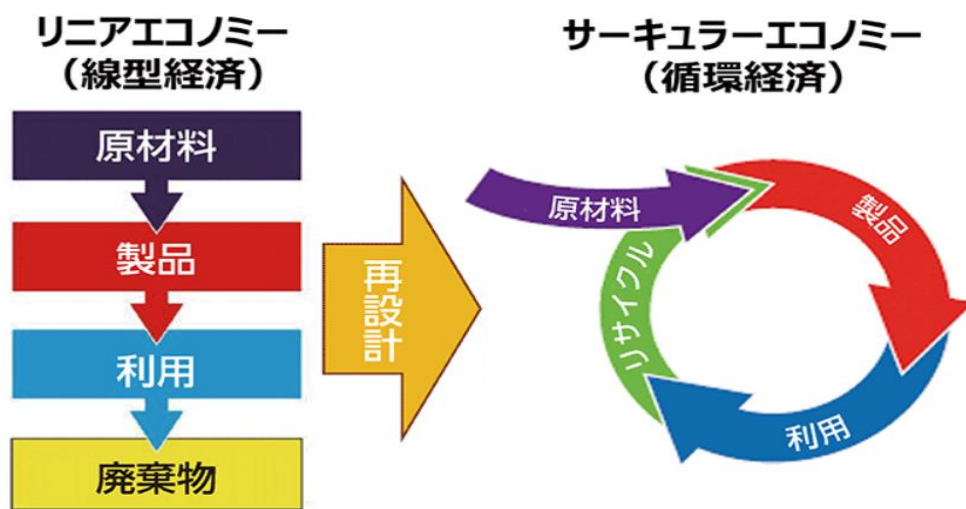 リニアエコノミー
（線型経済）
原材料
製品
利用
廃棄物
再設計
サーキュラーエコノミー
（循環経済）
原材料
製品
利用
リサイクル